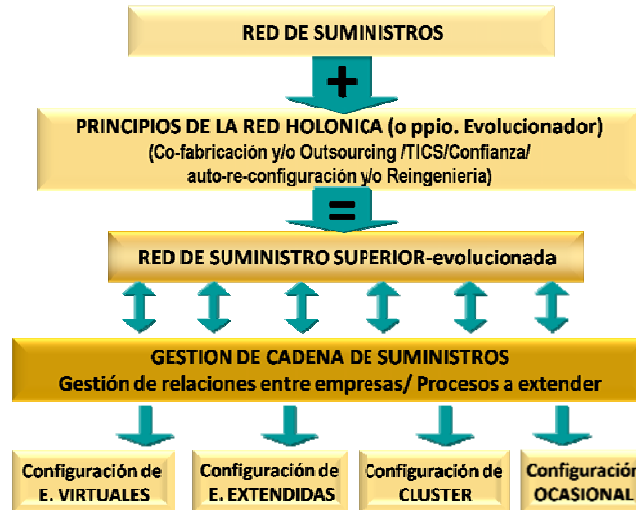 RED DE SUMINISTROS
+
PRINCIPIOS DE LA RED HOLONICA (o ppio. Evolucionador)
(Co-fabricación y/o Outsourcing /TICS/Confianza/
auto-re-configuración y/o Reingenieria)
=
RED DE SUMINISTRO SUPERIOR-evolucionada
GESTION DE CADENA DE SUMINISTROS
Gestión de relaciones entre empresas/ Procesos a extender
Configuración de
E. VIRTUALES
Configuración de
E. EXTENDIDAS
Configuración de
CLUSTER
Configuración
OCASIONAL